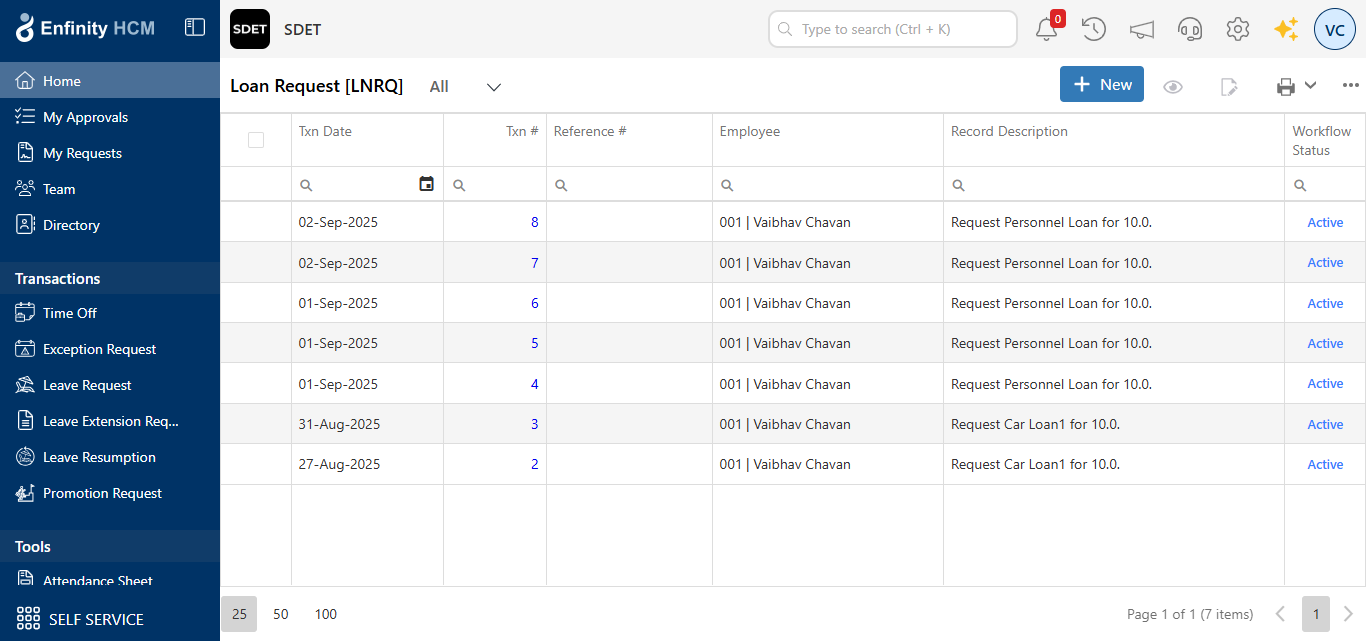 Enfinity HCM
SDET SDET
Type to search (Ctrl + K)
0
VC
Home
My Approvals
My Requests
Team
Directory
Transactions
Time Off
Exception Request
Leave Request
Leave Extension Req...
Leave Resumption
Promotion Request
Tools
Attendance Sheet
SELF SERVICE
Loan Request [LNRQ] All
New
Txn Date Txn # Reference # Employee Record Description Workflow Status
02-Sep-2025 8 001 | Vaibhav Chavan Request Personnel Loan for 10.0. Active
02-Sep-2025 7 001 | Vaibhav Chavan Request Personnel Loan for 10.0. Active
01-Sep-2025 6 001 | Vaibhav Chavan Request Personnel Loan for 10.0. Active
01-Sep-2025 5 001 | Vaibhav Chavan Request Personnel Loan for 10.0. Active
01-Sep-2025 4 001 | Vaibhav Chavan Request Personnel Loan for 10.0. Active
31-Aug-2025 3 001 | Vaibhav Chavan Request Car Loan1 for 10.0. Active
27-Aug-2025 2 001 | Vaibhav Chavan Request Car Loan1 for 10.0. Active
25 50 100
Page 1 of 1 (7 items) 1